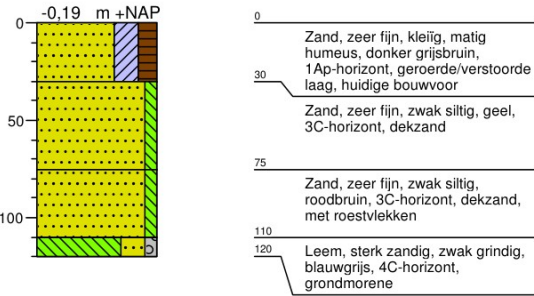 -0,19 m +NAP
0
50
100
0
Zand, zeer fijn, kleiïg, matig
humeus, donker grijsbruin,
1Ap-horizont, geroerde/verstoorde
laag, huidige bouwvoor
30
Zand, zeer fijn, zwak siltig, geel,
3C-horizont, dekzand
75
Zand, zeer fijn, zwak siltig,
roodbruin, 3C-horizont, dekzand,
met roestvlekken
110
120
Leem, sterk zandig, zwak grindig,
blauwgrijs, 4C-horizont,
grondmorene